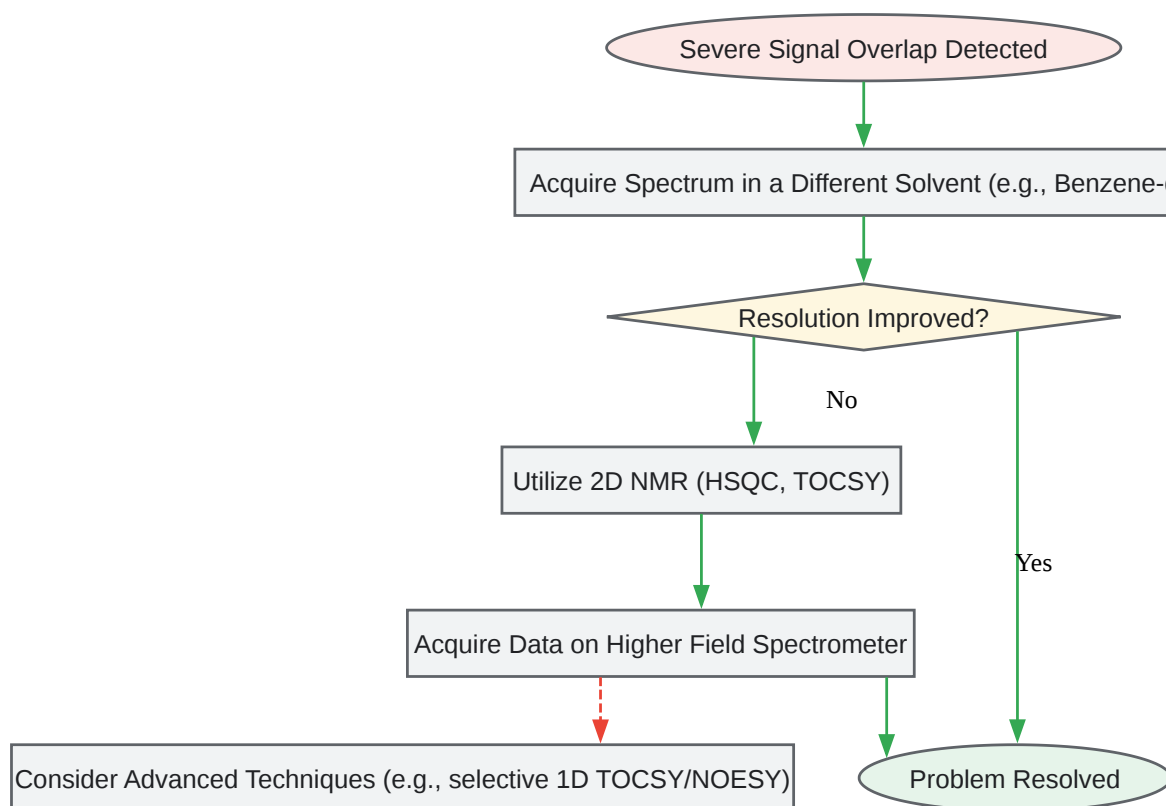 Severe Signal Overlap Detected
Acquire Spectrum in a Different Solvent (e.g., Benzene-
Resolution Improved?
No
Utilize 2D NMR (HSQC, TOCSY)
Yes
Acquire Data on Higher Field Spectrometer
Consider Advanced Techniques (e.g., selective 1D TOCSY/NOESY)
Problem Resolved